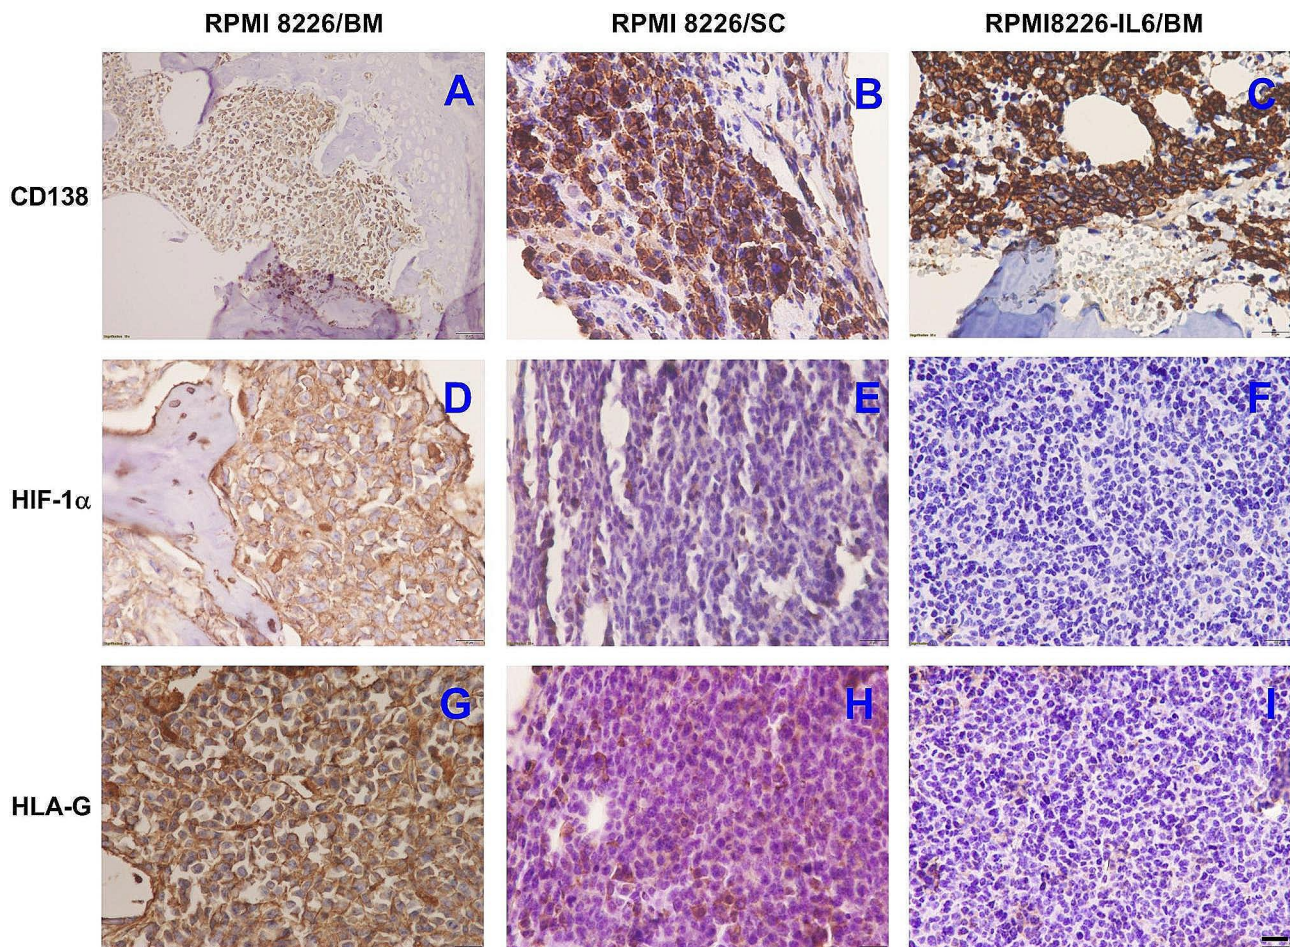 RPMI 8226/BM RPMI 8226/SC RPMI8226-IL6/BM
CD138 A B C
HIF-1α D E F
HLA-G G H I